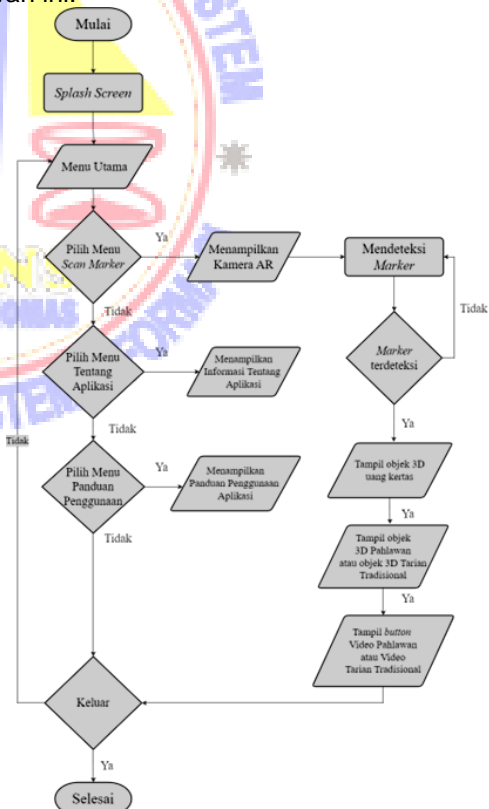 Mulai
Splash Screen
Menu Utama
Pilih Menu
Scan Marker
Ya
Menampilkan
Kamera AR
Mendeteksi
Marker
Tidak
Tidak
Pilih Menu
Tentang
Aplikasi
Ya
Menampilkan
Informasi Tentang
Aplikasi
Marker
terdeteksi
Ya
Tidak
Tidak
Pilih Menu
Panduan
Penggunaan
Ya
Menampilkan
Panduan Penggunaan
Aplikasi
Tampil objek 3D
uang kertas
Ya
Tidak
Tampil objek
3D Pahlawan
atau objek 3D Tarian
Tradisional
Ya
Tampil button
Video Pahlawan
atau Video
Tarian Tradisional
Keluar
Ya
Selesai